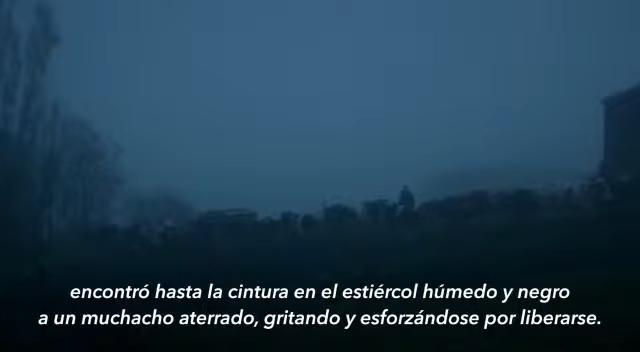 encontró hasta la cintura en el estiércol húmedo y negro
a un muchacho aterrado, gritando y esforzándose por liberarse.